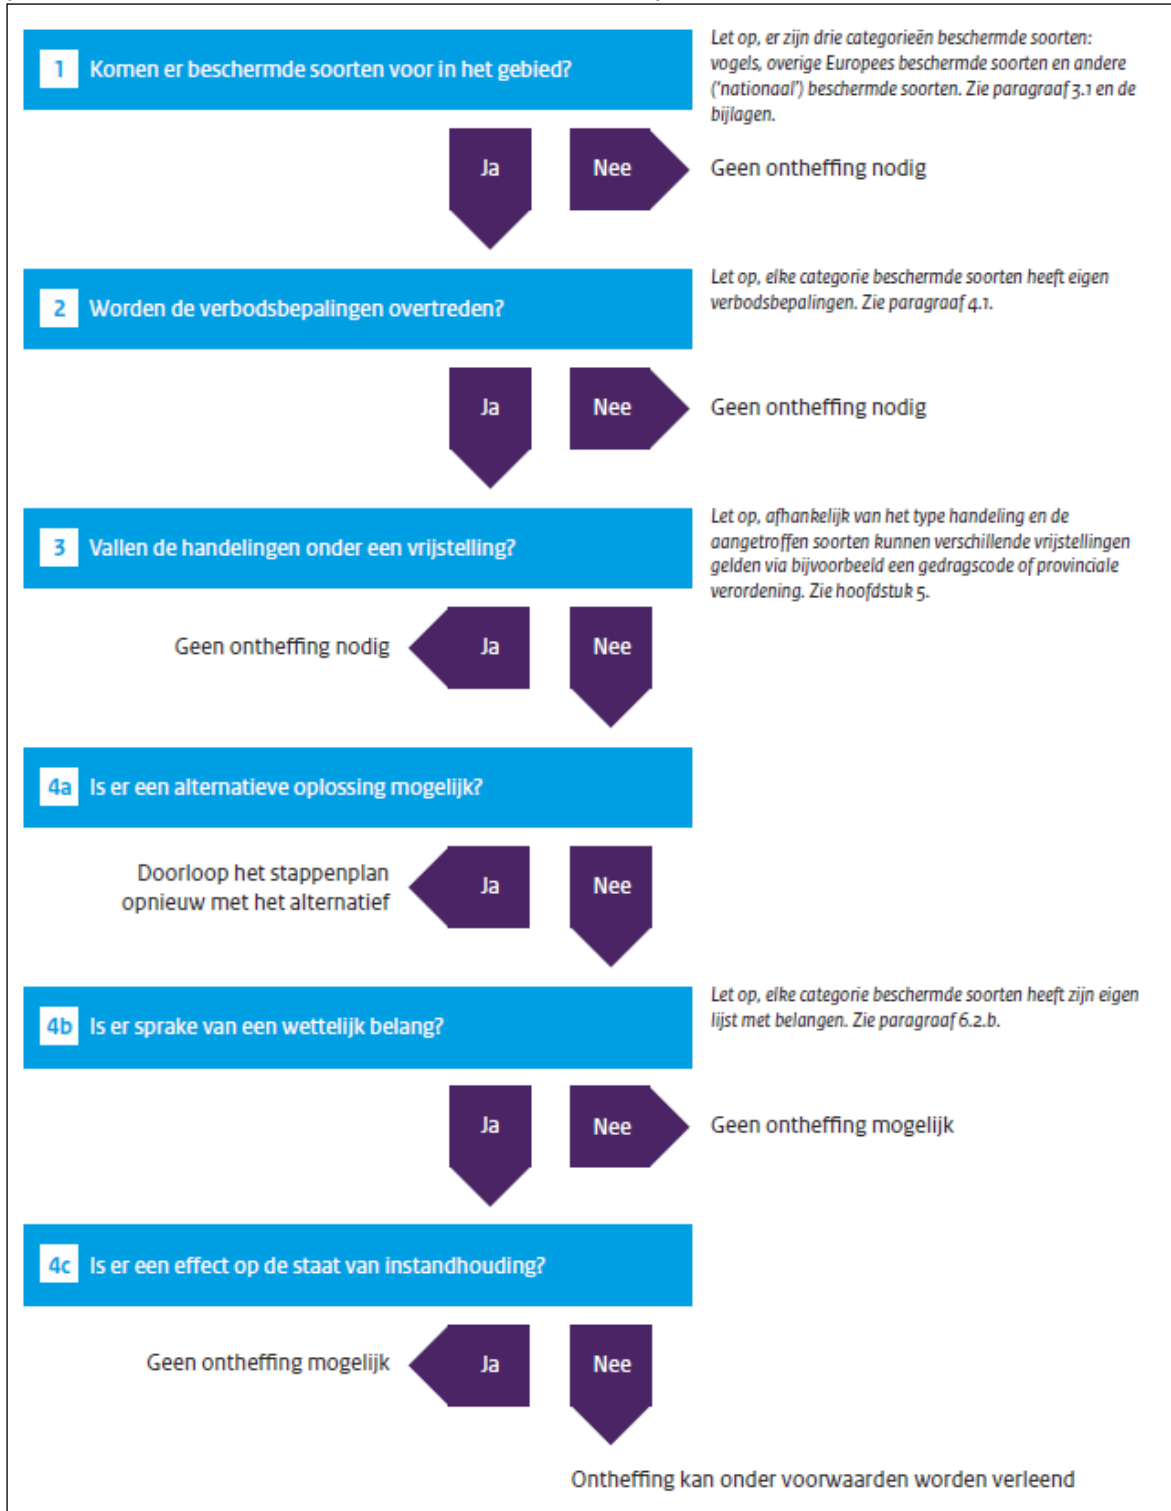 1 Komen er beschermde soorten voor in het gebied?
Let op, er zijn drie categorieën beschermde soorten:
vogels, overige Europees beschermde soorten en andere
('nationaal') beschermde soorten. Zie paragraaf 3.1 en de
bijlagen.
Ja
Nee
Geen ontheffing nodig
2 Worden de verbodsbepalingen overtreden?
Let op, elke categorie beschermde soorten heeft eigen
verbodsbepalingen. Zie paragraaf 4.1.
Ja
Nee
Geen ontheffing nodig
3 Vallen de handelingen onder een vrijstelling?
Let op, afhankelijk van het type handeling en de
aangetroffen soorten kunnen verschillende vrijstellingen
gelden via bijvoorbeeld een gedragscode of provinciale
verordening. Zie hoofdstuk 5.
Geen ontheffing nodig
Ja
Nee
4a Is er een alternatieve oplossing mogelijk?
Doorloop het stappenplan
opnieuw met het alternatief
Ja
Nee
4b Is er sprake van een wettelijk belang?
Let op, elke categorie beschermde soorten heeft zijn eigen
lijst met belangen. Zie paragraaf 6.2.b.
Ja
Nee
Geen ontheffing mogelijk
4c Is er een effect op de staat van instandhouding?
Geen ontheffing mogelijk
Ja
Nee
Ontheffing kan onder voorwaarden worden verleend